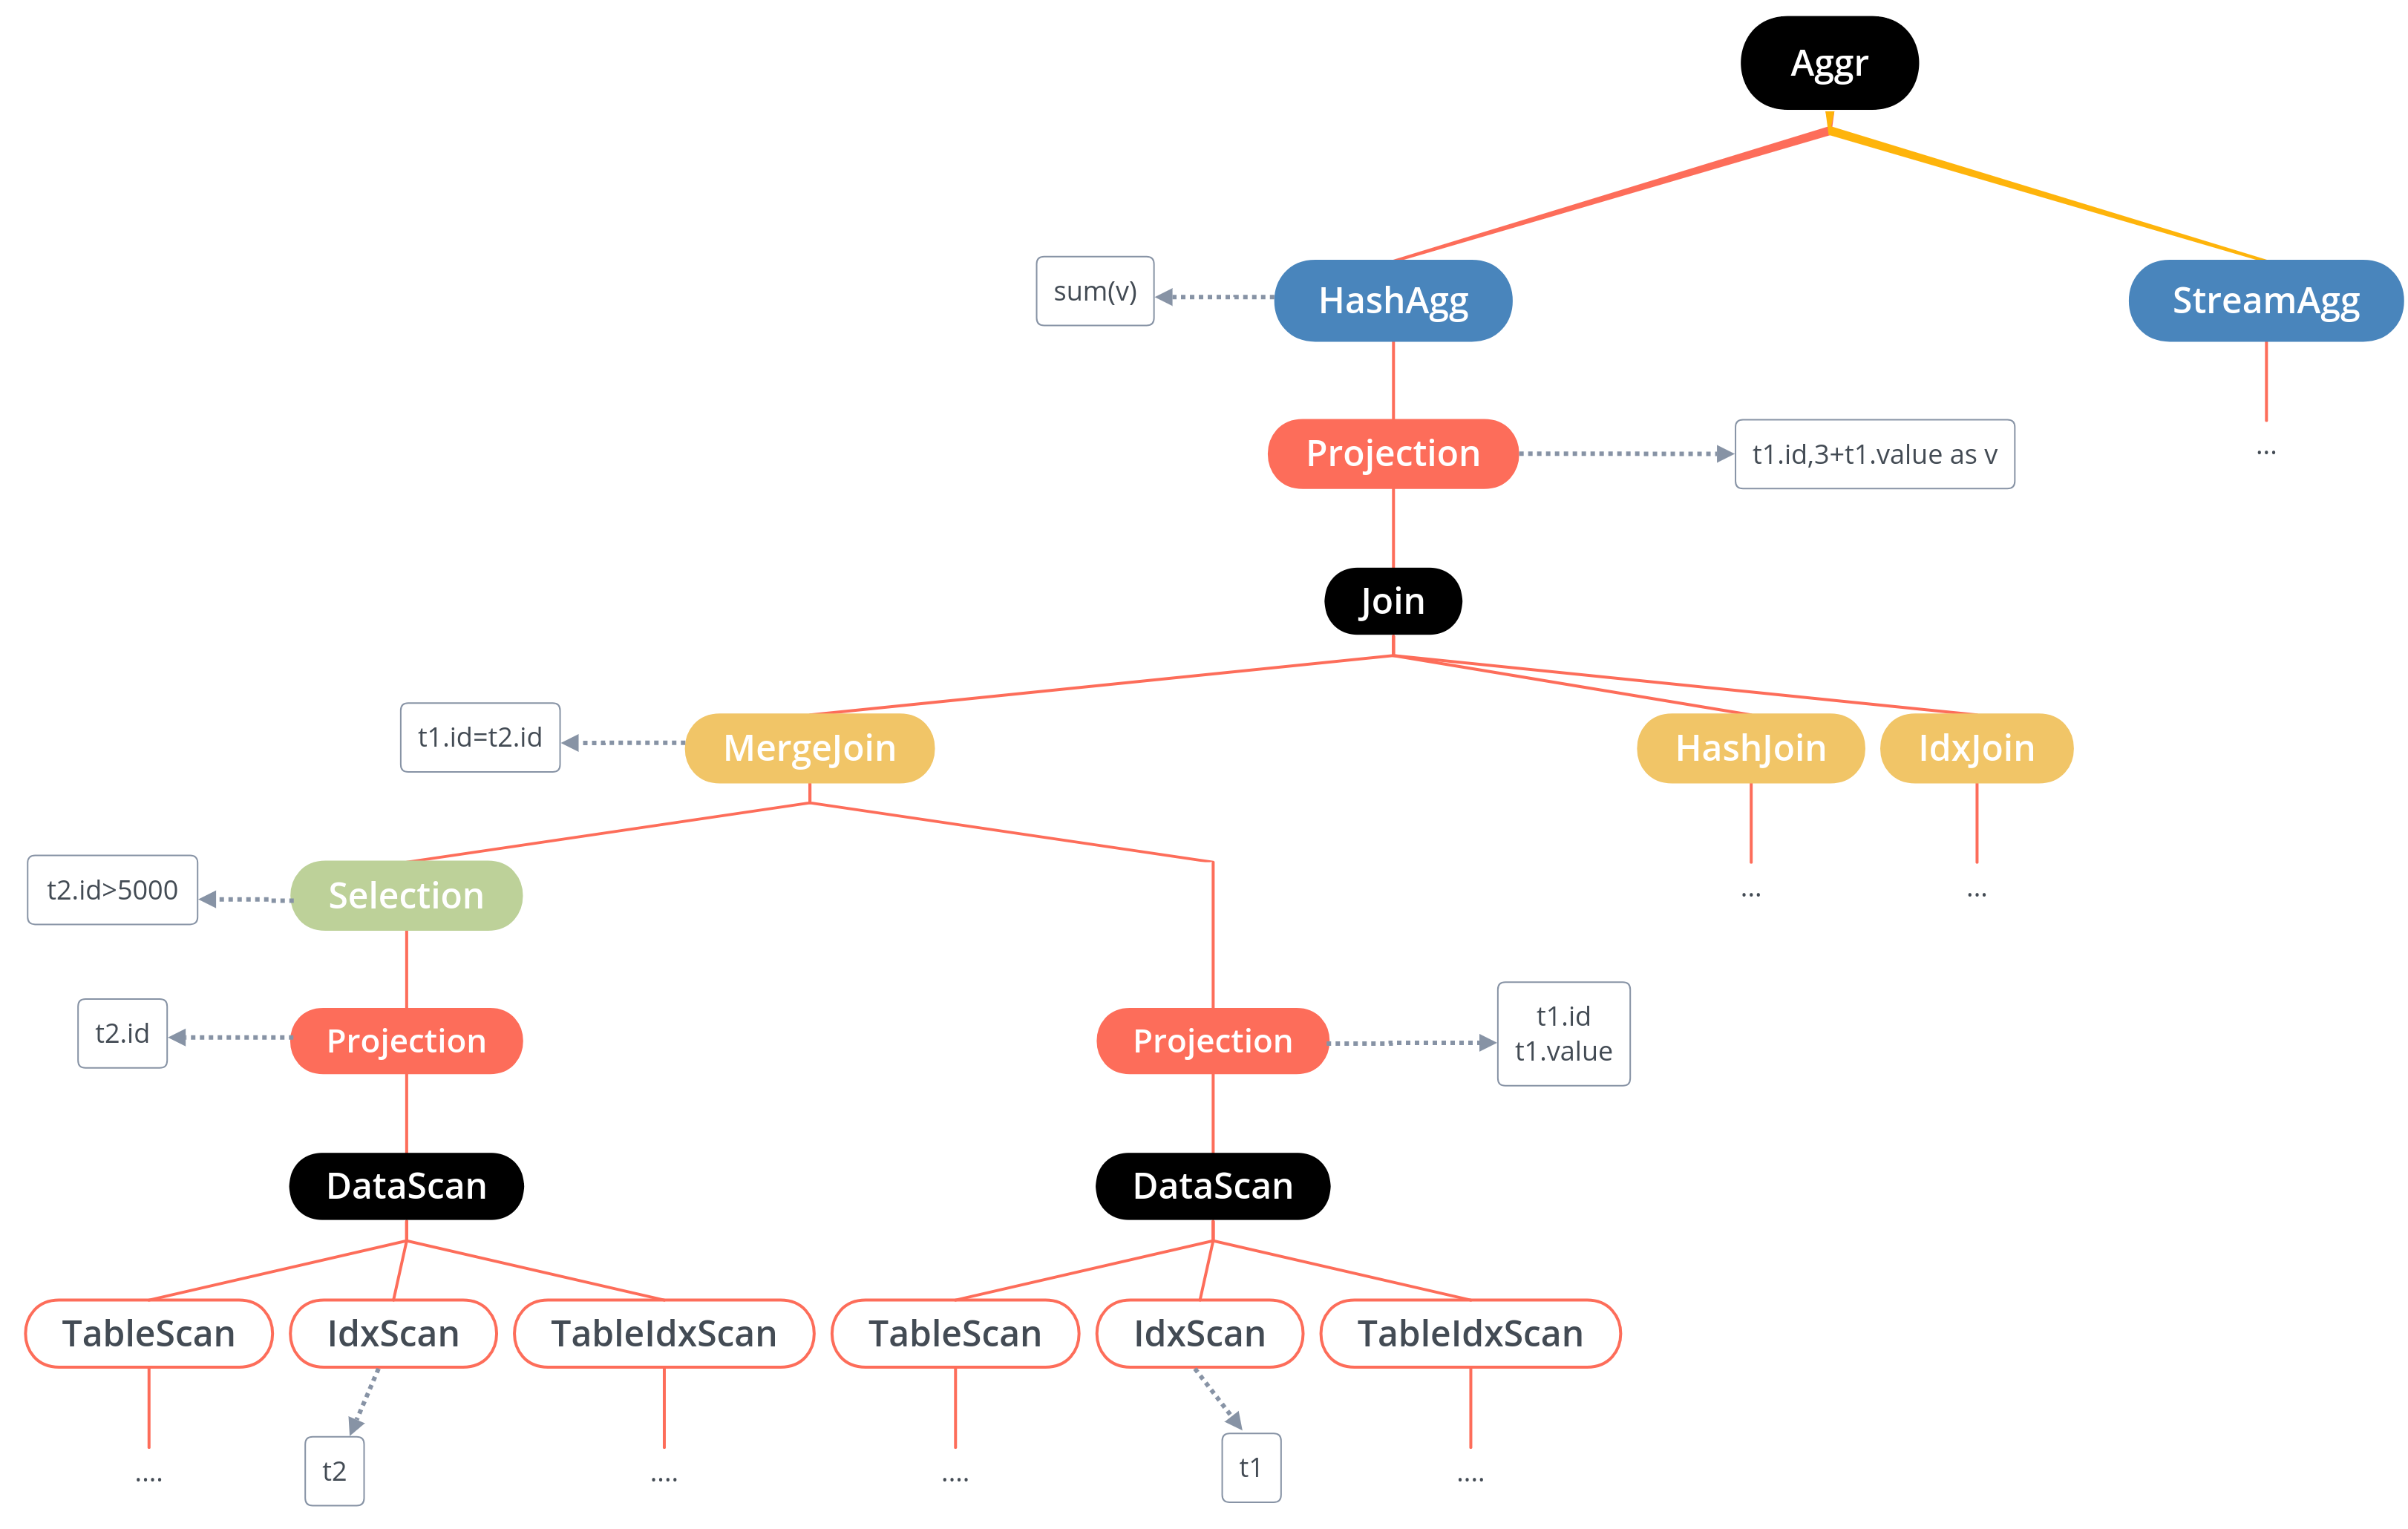 Aggr
sum(v)
HashAgg
StreamAgg
Projection
t1.id,3+t1.value as v
...
Join
t1.id=t2.id
MergeJoin
HashJoin
IdxJoin
t2.id>5000
Selection
...
...
t2.id
Projection
Projection
t1.id
t1.value
DataScan
DataScan
TableScan
IdxScan
TableIdxScan
TableScan
IdxScan
TableIdxScan
....
t2
....
....
t1
....